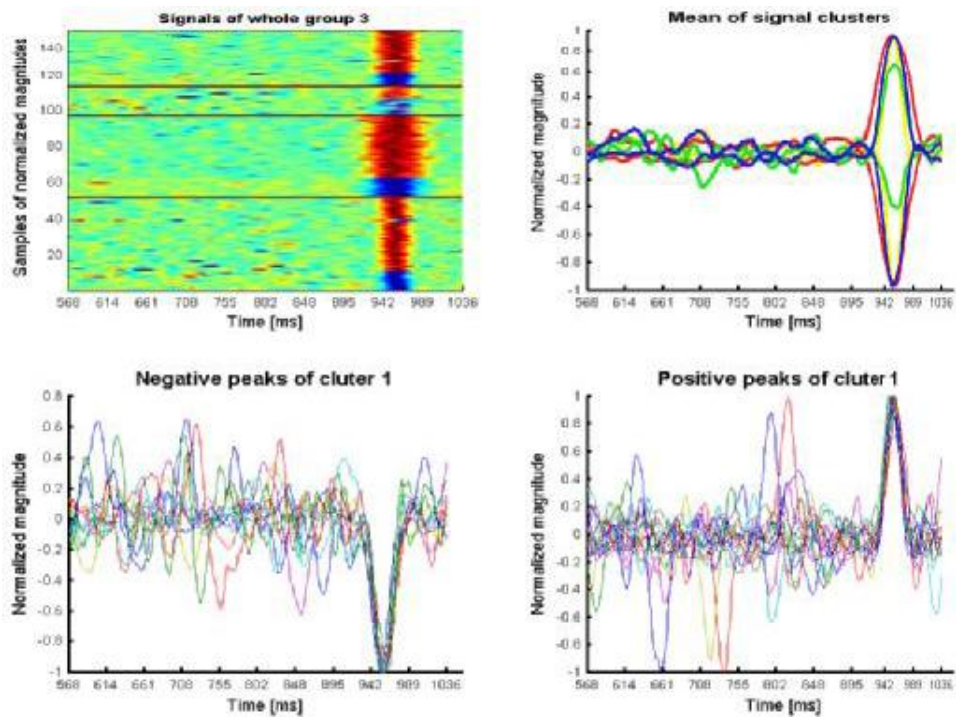 Signals of whole group 3
Samples of normalized magnitudes
140
120
100
80
60
40
20
568 614 661 708 755 802 848 895 942 989 1036
Time [ms]
Mean of signal clusters
Normalized magnitude
1
0.8
0.6
0.4
0.2
0
-0.2
-0.4
-0.6
-0.8
-1
568 614 661 708 755 802 849 895 942 989 1036
Time [ms]
Negative peaks of cluter 1
Normalized magnitude
0.8
0.6
0.4
0.2
0
-0.2
-0.4
-0.6
-0.8
-1
568 614 661 708 755 802 848 895 942 989 1036
Time [ms]
Positive peaks of cluter 1
Normalized magnitude
1
0.8
0.6
0.4
0.2
0
-0.2
-0.4
-0.6
-0.8
-1
568 614 661 708 755 802 849 895 942 989 1036
Time [ms]